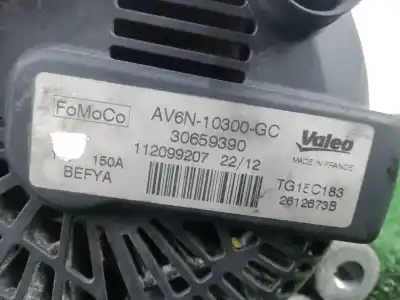 FoMoCo
AV6N-10300-GC
30659390
Valeo
MADE IN FRANCE
150A
112099207 22/12
BEFYA
TG15C183
2612673B